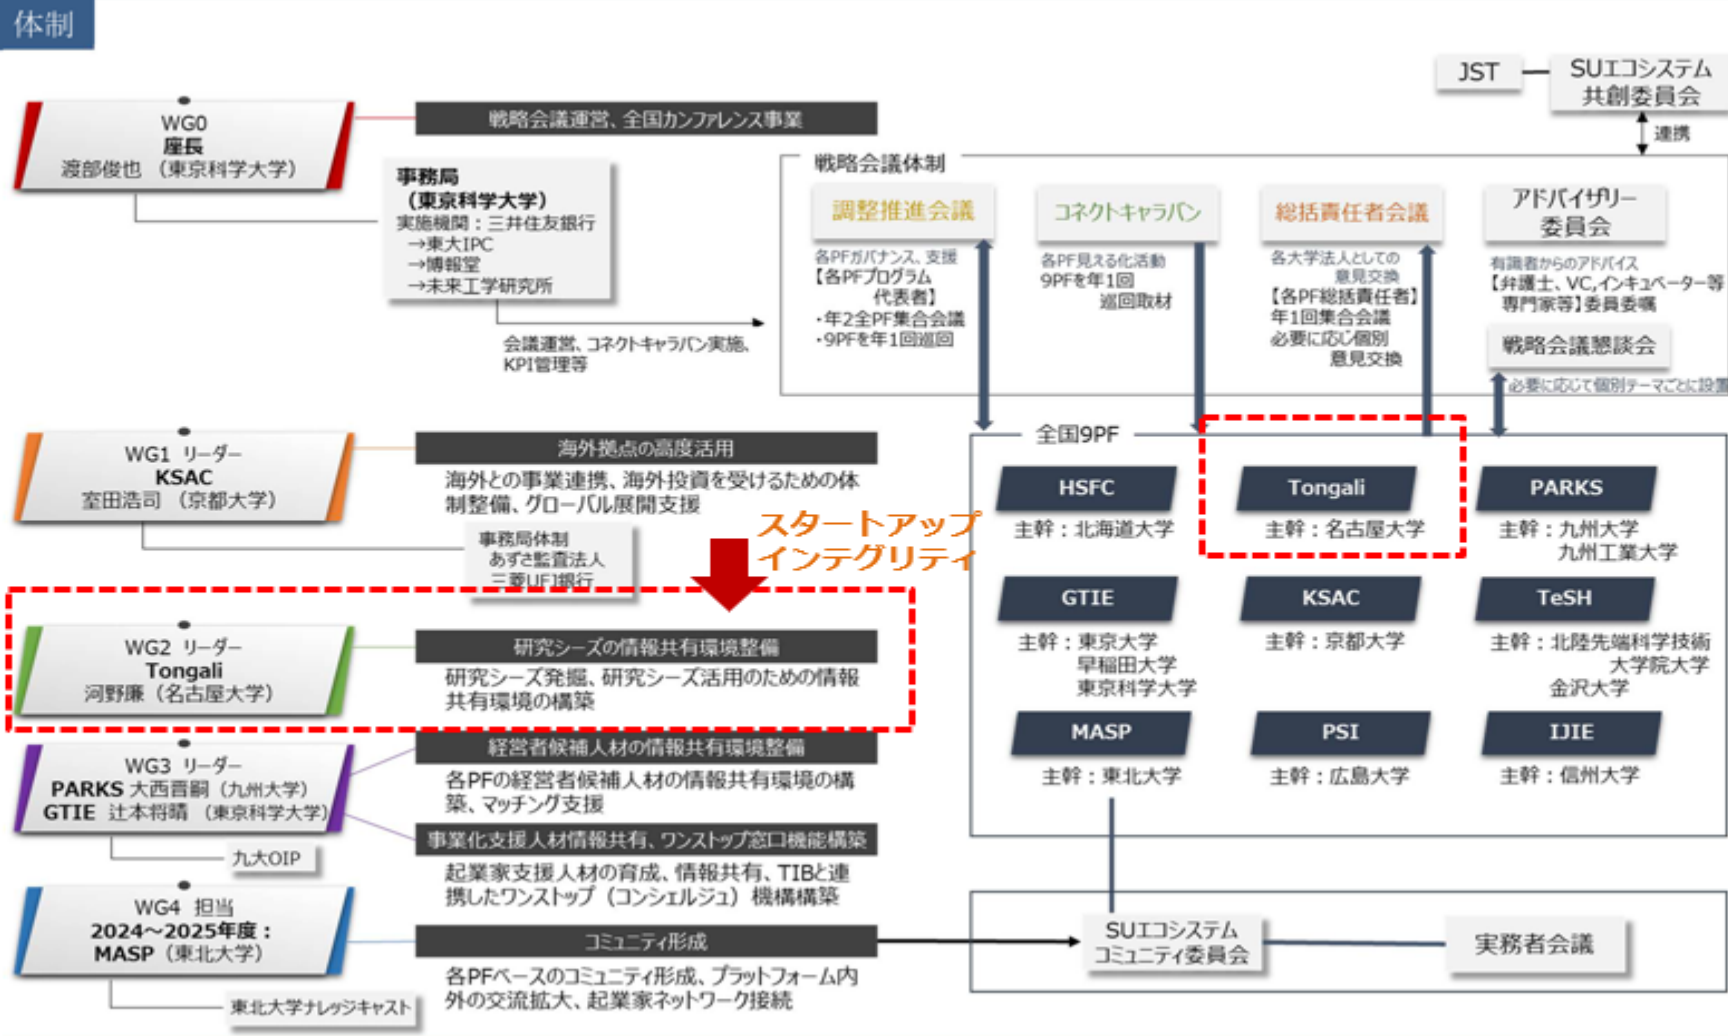 体制
JST
SUエコシステム
共創委員会
連携
WG0
座長
渡部俊也 （東京科学大学）
戦略会議運営、全国カンファレンス事業
事務局
（東京科学大学）
実施機関：三井住友銀行
→東大IPC
→博報堂
→未来工学研究所
会議運営、コネクトキャラバン実施、
KPI管理等
戦略会議体制
調整推進会議
各PFガバナンス、支援
【各PFプログラム
代表者】
・年2全PF集合会議
・9PFを年1回巡回
コネクトキャラバン
各PF見える化活動
9PFを年1回
巡回取材
総括責任者会議
各大学法人としての
意見交換
【各PF総括責任者】
年1回集合会議
必要に応じ個別
意見交換
アドバイザリー
委員会
有識者からのアドバイス
【弁護士、VC,インキュベーター等
専門家等】委員委嘱
戦略会議懇談会
必要に応じて個別テーマごとに設置
WG1 リーダー
KSAC
室田浩司 （京都大学）
海外拠点の高度活用
海外との事業連携、海外投資を受けるための体
制整備、グローバル展開支援
事務局体制
あずさ監査法人
三菱UFJ銀行
スタートアップ
インテグリティ
WG2 リーダー
Tongali
河野廉（名古屋大学）
研究シーズの情報共有環境整備
研究シーズ発掘、研究シーズ活用のための情報
共有環境の構築
WG3 リーダー
PARKS 大西晋嗣（九州大学）
GTIE 辻本将晴 （東京科学大学）
九大OIP
経営者候補人材の情報共有環境整備
各PFの経営者候補人材の情報共有環境の構
築、マッチング支援
事業化支援人材情報共有、ワンストップ窓口機能構築
起業家支援人材の育成、情報共有、TIBと連
携したワンストップ（コンシェルジュ）機構構築
WG4 担当
2024～2025年度：
MASP（東北大学）
東北大学ナレッジキャスト
コミュニティ形成
各PFベースのコミュニティ形成、プラットフォーム内
外の交流拡大、起業家ネットワーク接続
全国9PF
HSFC
主幹：北海道大学
Tongali
主幹：名古屋大学
PARKS
主幹：九州大学
九州工業大学
GTIE
主幹：東京大学
早稲田大学
東京科学大学
KSAC
主幹：京都大学
TeSH
主幹：北陸先端科学技術
大学院大学
金沢大学
MASP
主幹：東北大学
PSI
主幹：広島大学
IJIE
主幹：信州大学
SUエコシステム
コミュニティ委員会
実務者会議